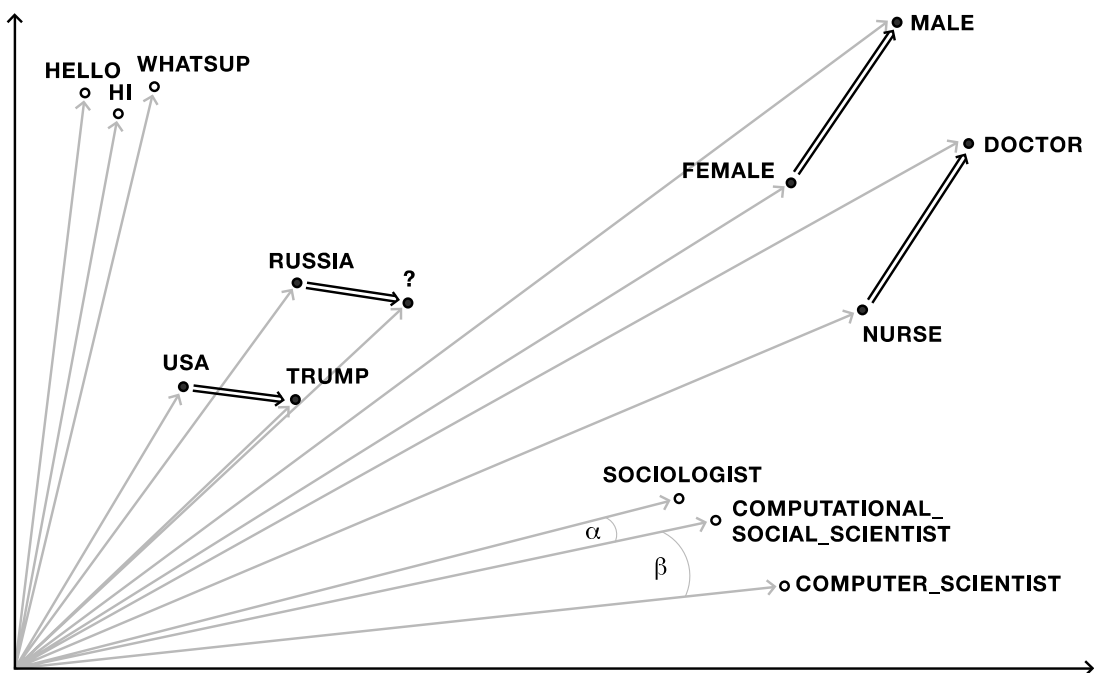 MALE
HELLO
WHATSUP
HI
DOCTOR
FEMALE
RUSSIA
?
NURSE
USA
TRUMP
SOCIOLOGIST
COMPUTATIONAL_
SOCIAL_SCIENTIST
α
β
COMPUTER_SCIENTIST